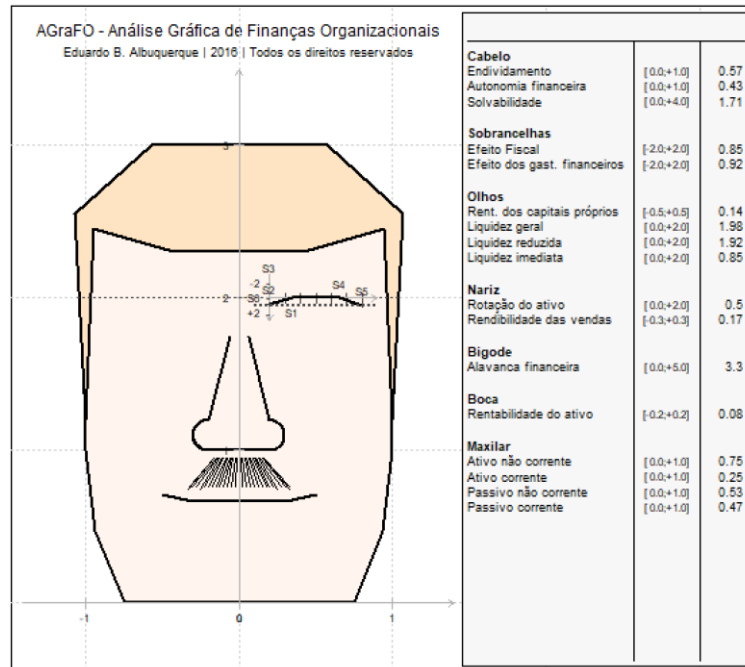 AGraFO - Análise Gráfica de Finanças Organizacionais
Eduardo B. Albuquerque | 2016 | Todos os direitos reservados
3
S3
-2
S2
S4
S5
2
S6
+2
S1
1
-1
0
1
Cabelo
Endividamento [0.0;+1.0] 0.57
Autonomia financeira [0.0;+1.0] 0.43
Solvabilidade [0.0;+4.0] 1.71
Sobrancelhas
Efeito Fiscal [-2.0;+2.0] 0.85
Efeito dos gast. financeiros [-2.0;+2.0] 0.92
Olhos
Rent. dos capitais próprios [-0.5;+0.5] 0.14
Liquidez geral [0.0;+2.0] 1.98
Liquidez reduzida [0.0;+2.0] 1.92
Liquidez imediata [0.0;+2.0] 0.85
Nariz
Rotação do ativo [0.0;+2.0] 0.5
Rendibilidade das vendas [-0.3;+0.3] 0.17
Bigode
Alavanca financeira [0.0;+5.0] 3.3
Boca
Rentabilidade do ativo [-0.2;+0.2] 0.08
Maxilar
Ativo não corrente [0.0;+1.0] 0.75
Ativo corrente [0.0;+1.0] 0.25
Passivo não corrente [0.0;+1.0] 0.53
Passivo corrente [0.0;+1.0] 0.47